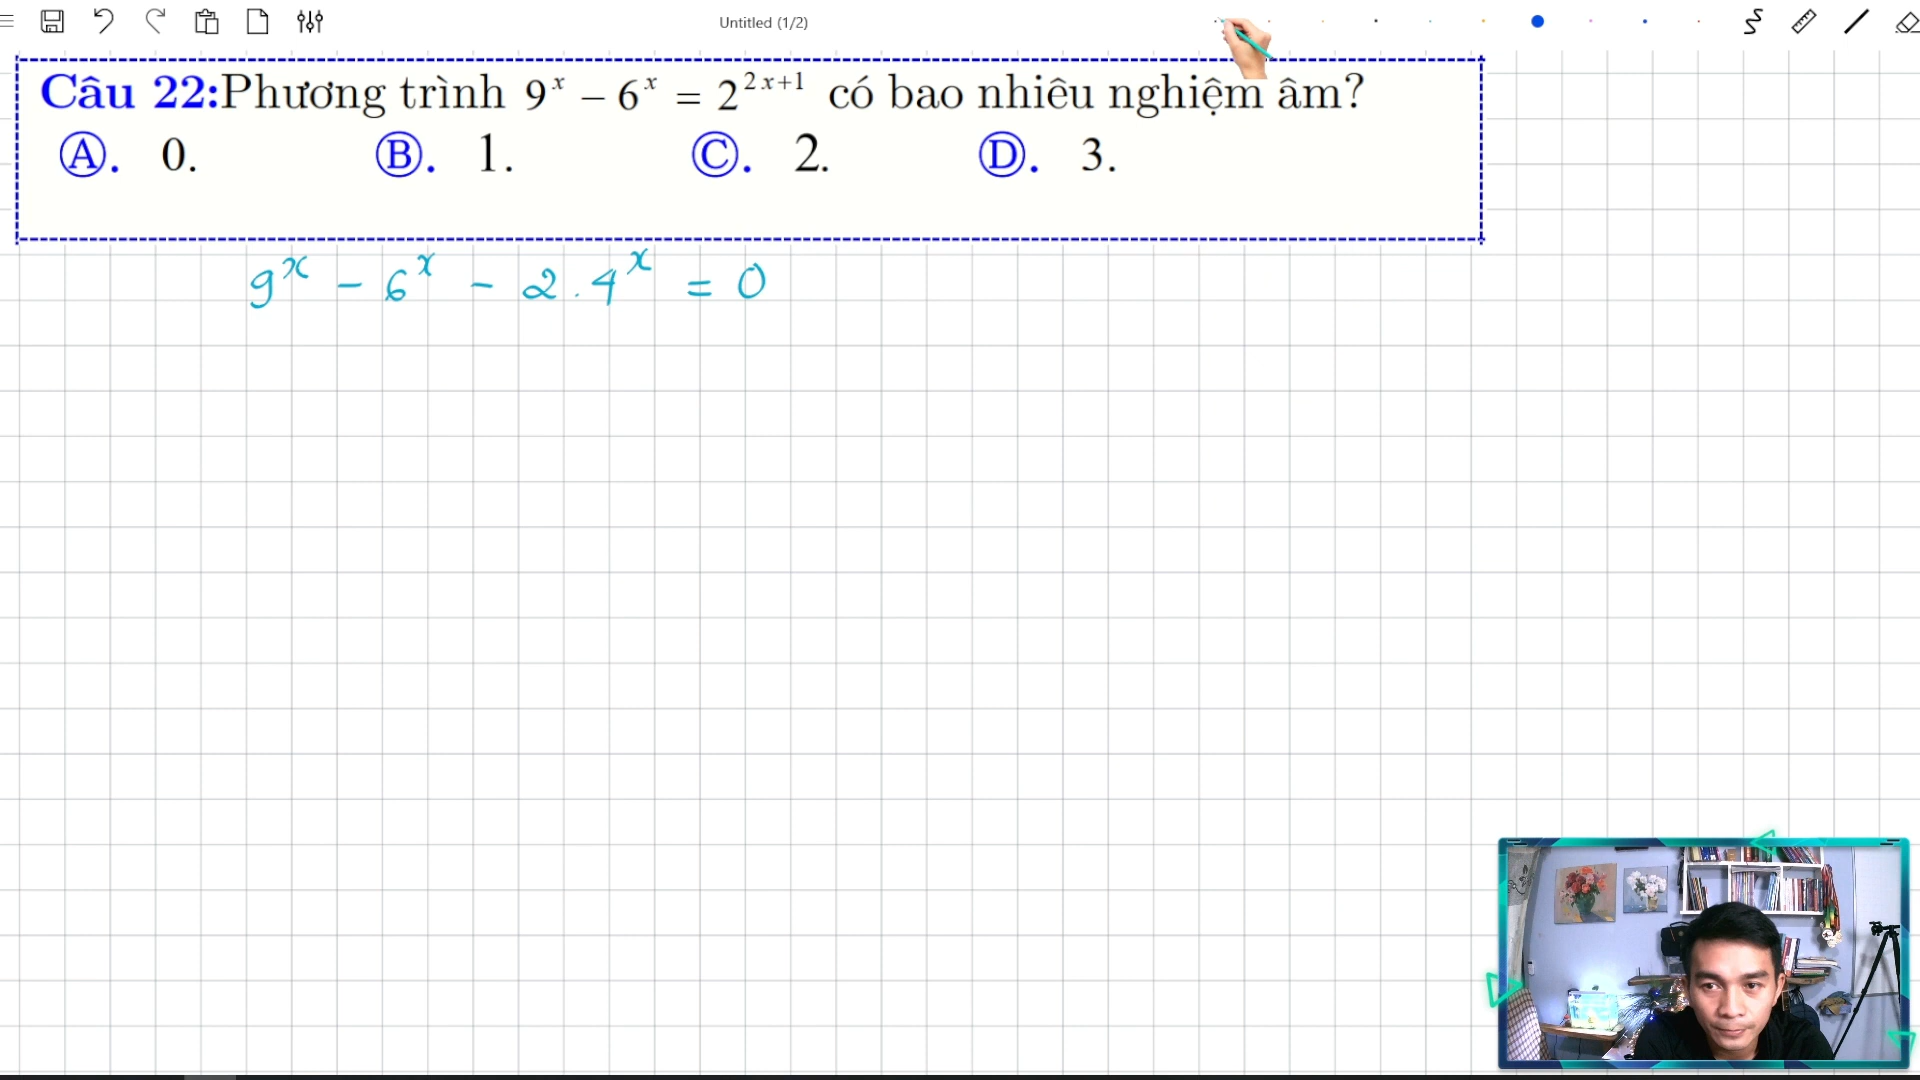 Untitled (1/2)
Câu 22:Phương trình 9^x − 6^x = 2^{2x+1} có bao nhiêu nghiệm âm?
Ⓐ. 0. Ⓑ. 1. Ⓒ. 2. Ⓓ. 3.
9^x − 6^x − 2.4^x = 0